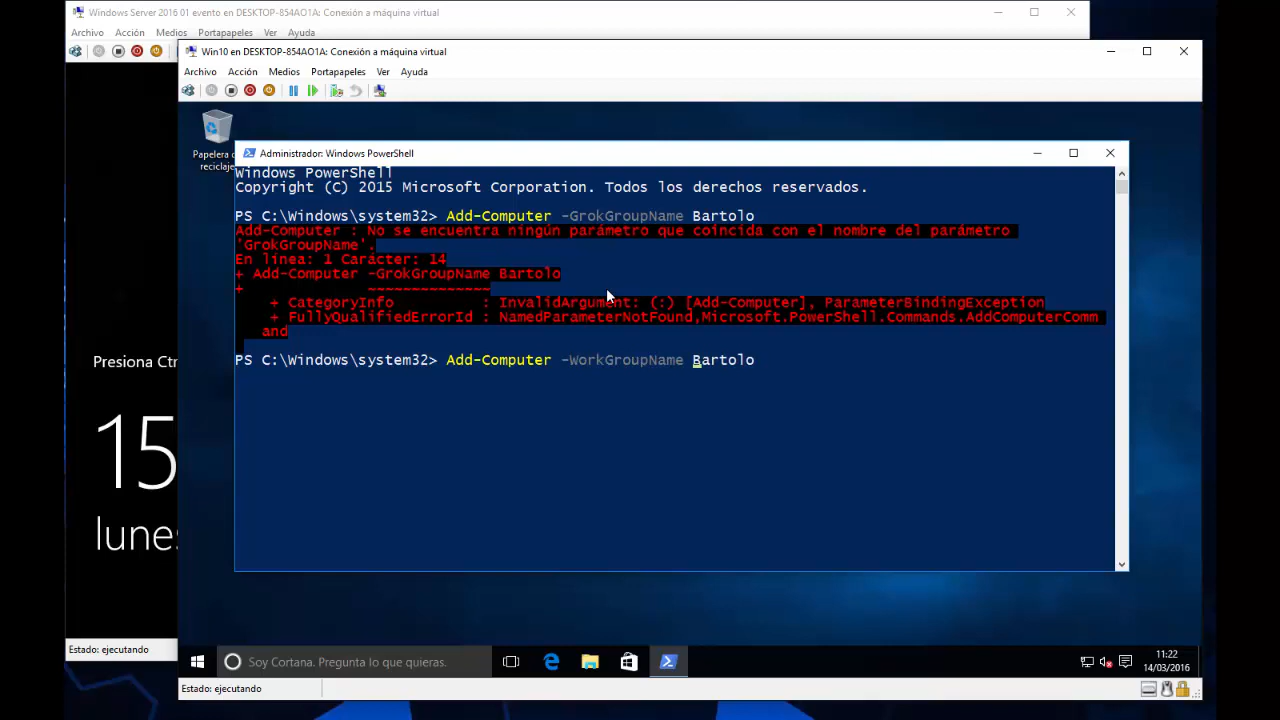 Windows Server 2016 01 evento en DESKTOP-854AO1A: Conexión a máquina virtual
Archivo Acción Medios Portapapeles Ver Ayuda
Win10 en DESKTOP-854AO1A: Conexión a máquina virtual
Archivo Acción Medios Portapapeles Ver Ayuda
Papelera
reciclaje
Administrador: Windows PowerShell
Windows PowerShell
Copyright (C) 2015 Microsoft Corporation. Todos los derechos reservados.
PS C:\Windows\system32> Add-Computer -GrokGroupName Bartolo
Add-Computer : No se encuentra ningún parámetro que coincida con el nombre del parámetro
'GrokGroupName'.
En línea: 1 Carácter: 14
+ Add-Computer -GrokGroupName Bartolo
+ ~~~~~~~~~~~~~~
+ CategoryInfo : InvalidArgument: (:) [Add-Computer], ParameterBindingException
+ FullyQualifiedErrorId : NamedParameterNotFound,Microsoft.PowerShell.Commands.AddComputerComm
and
PS C:\Windows\system32> Add-Computer -WorkGroupName Bartolo
Presiona Ctr
15
lunes
Estado: ejecutando
Soy Cortana. Pregunta lo que quieras.
11:22
14/03/2016
Estado: ejecutando